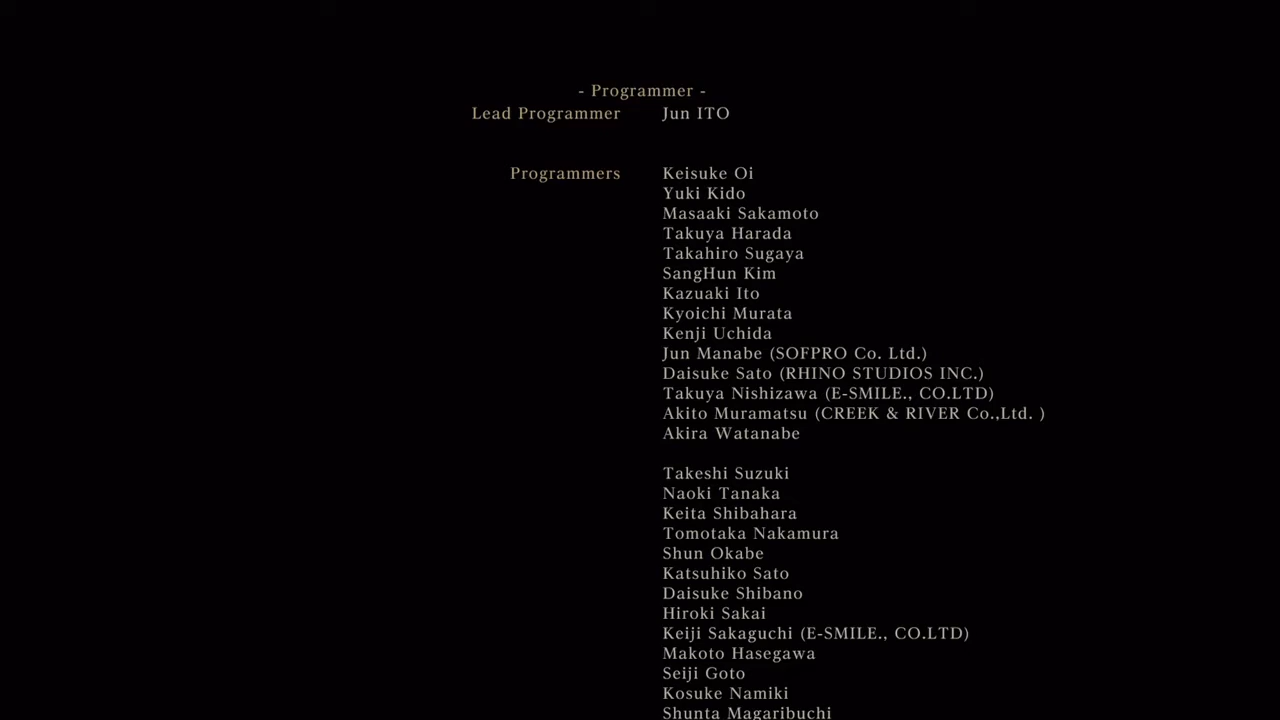 - Programmer -
Lead Programmer Jun ITO
Programmers Keisuke Oi
Yuki Kido
Masaaki Sakamoto
Takuya Harada
Takahiro Sugaya
SangHun Kim
Kazuaki Ito
Kyoichi Murata
Kenji Uchida
Jun Manabe (SOFPRO Co. Ltd.)
Daisuke Sato (RHINO STUDIOS INC.)
Takuya Nishizawa (E-SMILE., CO.LTD)
Akito Muramatsu (CREEK & RIVER Co.,Ltd. )
Akira Watanabe
Takeshi Suzuki
Naoki Tanaka
Keita Shibahara
Tomotaka Nakamura
Shun Okabe
Katsuhiko Sato
Daisuke Shibano
Hiroki Sakai
Keiji Sakaguchi (E-SMILE., CO.LTD)
Makoto Hasegawa
Seiji Goto
Kosuke Namiki
Shunta Magaribuchi